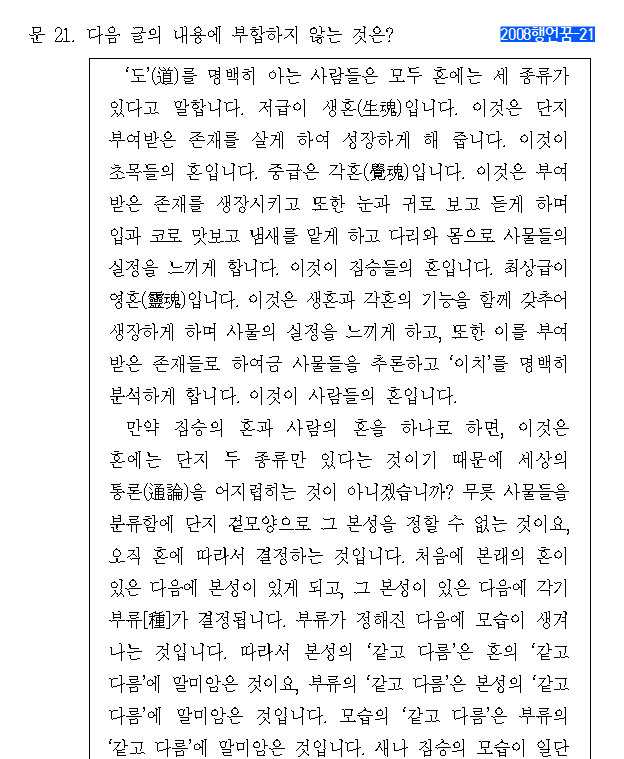 문 21. 다음 글의 내용에 부합하지 않는 것은?
2008행언꿈-21
‘도’(道)를 명백히 아는 사람들은 모두 혼에는 세 종류가
있다고 말합니다. 저급이 생혼(生魂)입니다. 이것은 단지
부여받은 존재를 살게 하여 성장하게 해 줍니다. 이것이
초목들의 혼입니다. 중급은 각혼(覺魂)입니다. 이것은 부여
받은 존재를 생장시키고 또한 눈과 귀로 보고 듣게 하며
입과 코로 맛보고 냄새를 맡게 하고 다리와 몸으로 사물들의
실정을 느끼게 합니다. 이것이 짐승들의 혼입니다. 최상급이
영혼(靈魂)입니다. 이것은 생혼과 각혼의 기능을 함께 갖추어
생장하게 하며 사물의 실정을 느끼게 하고, 또한 이를 부여
받은 존재들로 하여금 사물들을 추론하고 ‘이치’를 명백히
분석하게 합니다. 이것이 사람들의 혼입니다.
만약 짐승의 혼과 사람의 혼을 하나로 하면, 이것은
혼에는 단지 두 종류만 있다는 것이기 때문에 세상의
통론(通論)을 어지럽히는 것이 아니겠습니까? 무릇 사물들을
분류함에 단지 겉모양으로 그 본성을 정할 수 없는 것이요,
오직 혼에 따라서 결정하는 것입니다. 처음에 본래의 혼이
있은 다음에 본성이 있게 되고, 그 본성이 있은 다음에 각기
부류[種]가 결정됩니다. 부류가 정해진 다음에 모습이 생겨
나는 것입니다. 따라서 본성의 ‘같고 다름’은 혼의 ‘같고
다름’에 말미암은 것이요, 부류의 ‘같고 다름’은 본성의 ‘같고
다름’에 말미암은 것입니다. 모습의 ‘같고 다름’은 부류의
‘같고 다름’에 말미암은 것입니다. 새나 짐승의 모습이 일단